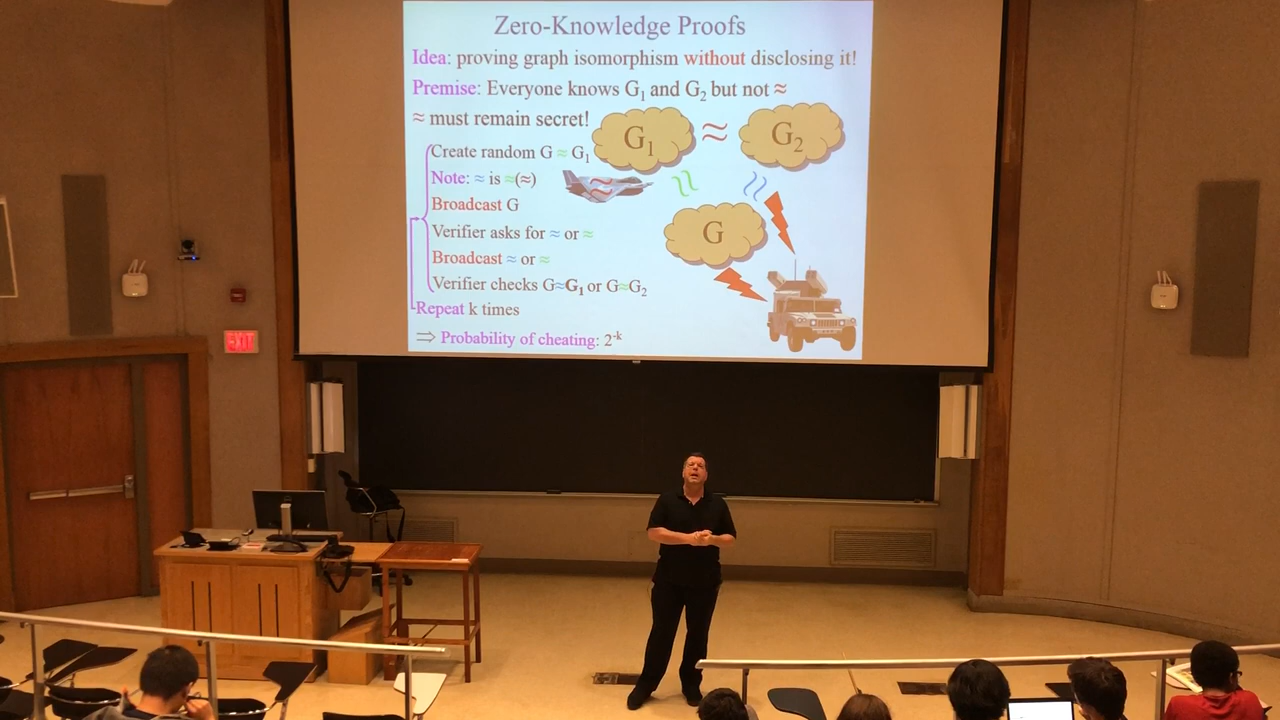 Zero-Knowledge Proofs
Idea: proving graph isomorphism without disclosing it!
Premise: Everyone knows G₁ and G₂ but not ≈
≈ must remain secret!
G₁ ≈ G₂
Create random G ≈ G₁
Note: ≈ is ≈(≈)
≈
≈ ≈
Broadcast G
G
Verifier asks for ≈ or ≈
Broadcast ≈ or ≈
Verifier checks G≈G₁ or G≈G₂
Repeat k times
⇒ Probability of cheating: 2⁻ᵏ
EXIT